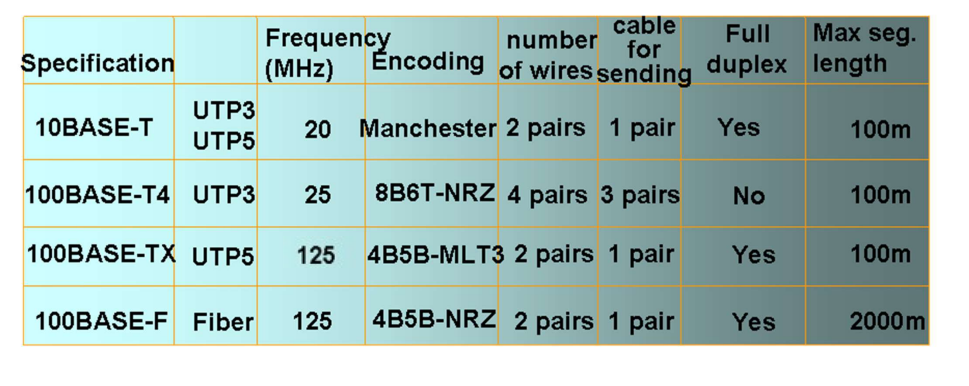 Specification Frequency (MHz) Encoding number of wires cable for sending Full duplex Max seg. length
10BASE-T UTP3 UTP5 20 Manchester 2 pairs 1 pair Yes 100m
100BASE-T4 UTP3 25 8B6T-NRZ 4 pairs 3 pairs No 100m
100BASE-TX UTP5 125 4B5B-MLT3 2 pairs 1 pair Yes 100m
100BASE-F Fiber 125 4B5B-NRZ 2 pairs 1 pair Yes 2000m